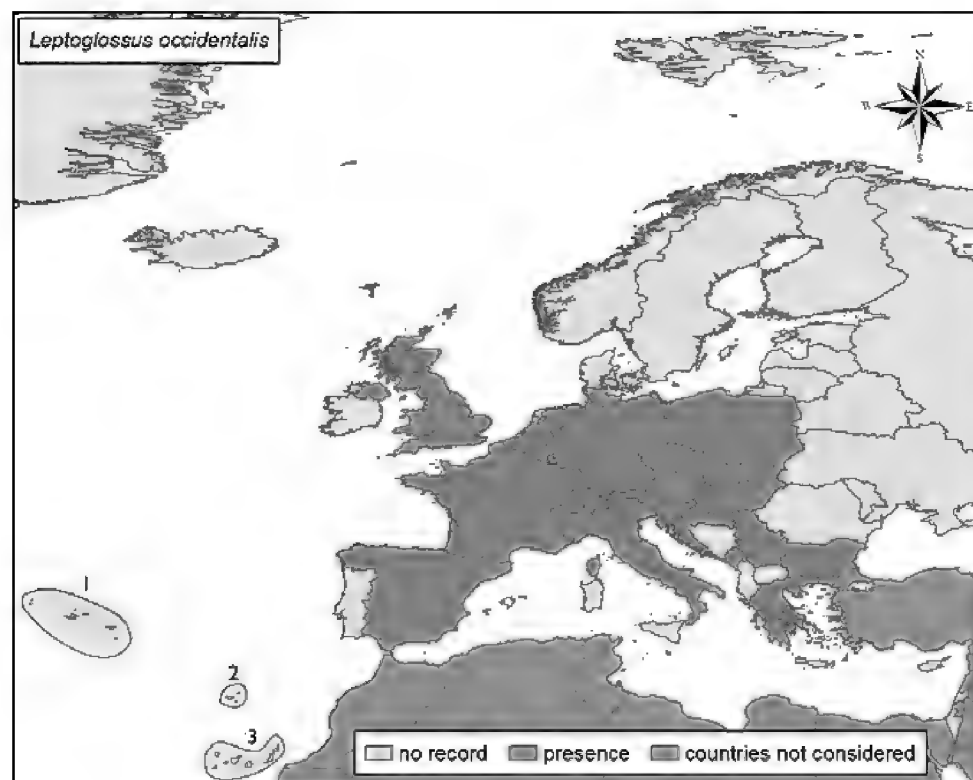 Leptoglossus occidentalis
N
E
S
1
2
3
no record
presence
countries not considered